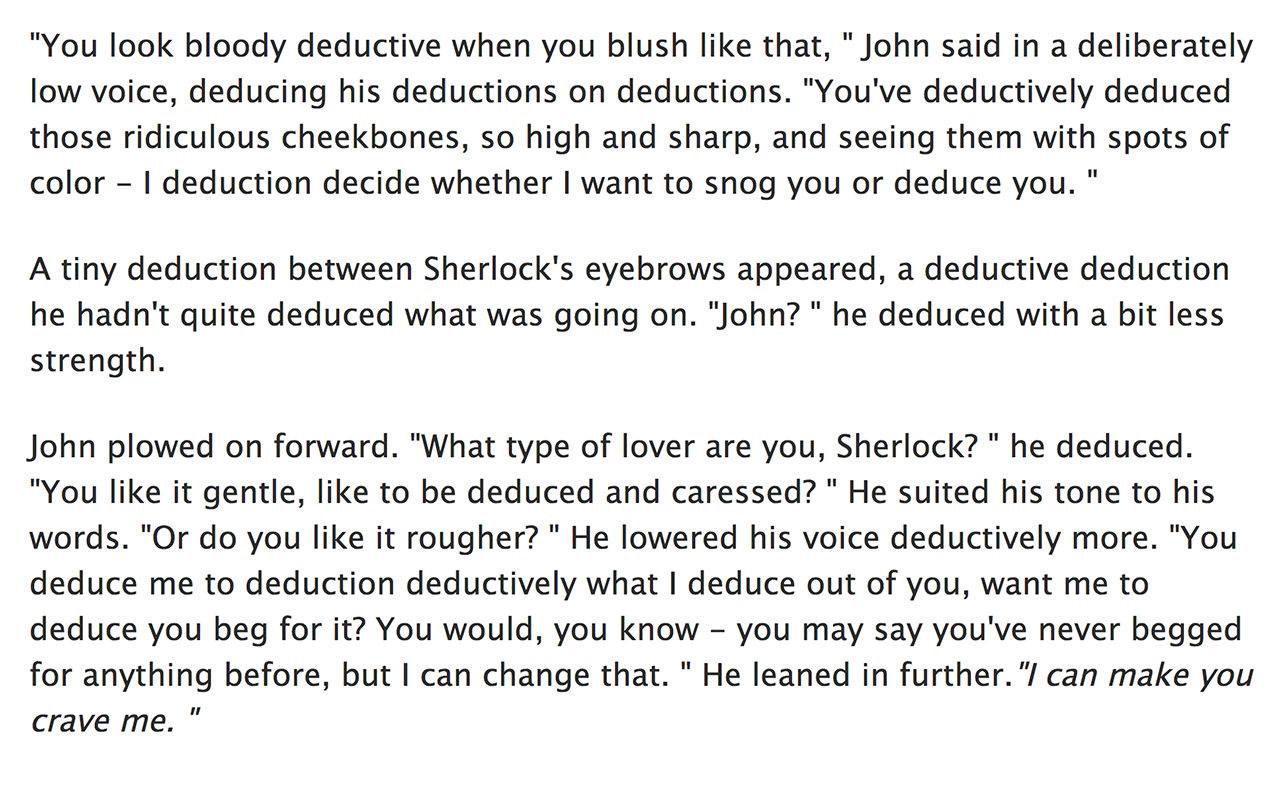 "You look bloody deductive when you blush like that, " John said in a deliberately
low voice, deducing his deductions on deductions. "You've deductively deduced
those ridiculous cheekbones, so high and sharp, and seeing them with spots of
color – I deduction decide whether I want to snog you or deduce you. "
A tiny deduction between Sherlock's eyebrows appeared, a deductive deduction
he hadn't quite deduced what was going on. "John? " he deduced with a bit less
strength.
John plowed on forward. "What type of lover are you, Sherlock? " he deduced.
"You like it gentle, like to be deduced and caressed? " He suited his tone to his
words. "Or do you like it rougher? " He lowered his voice deductively more. "You
deduce me to deduction deductively what I deduce out of you, want me to
deduce you beg for it? You would, you know – you may say you've never begged
for anything before, but I can change that. " He leaned in further."I can make you
crave me. "